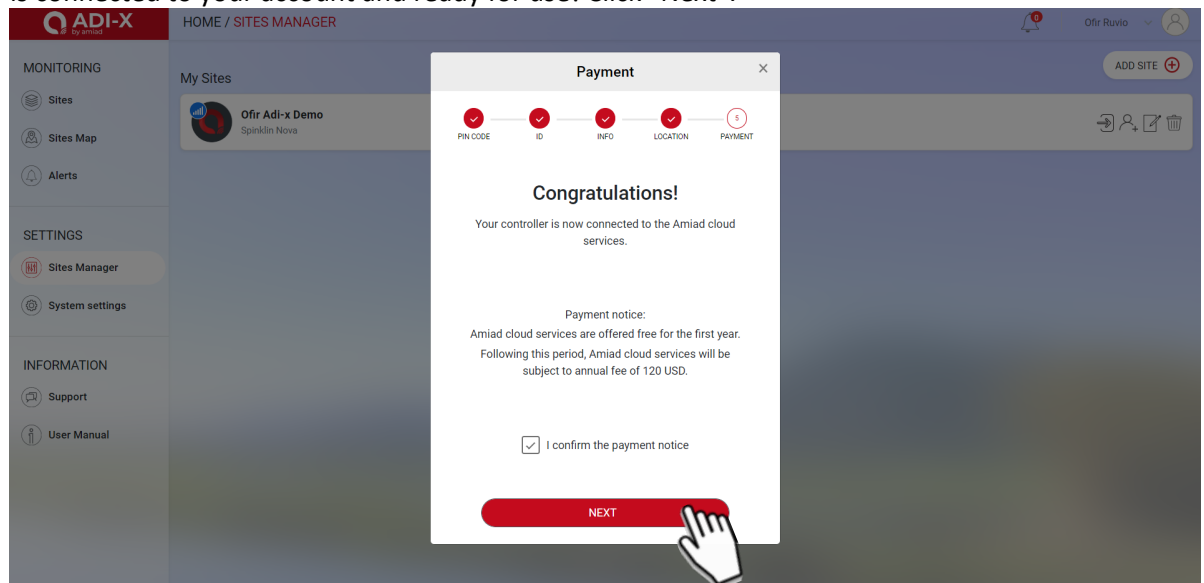 is connected to your account and ready for use. Click "Next".
ADI-X
by amiad
HOME / SITES MANAGER
0
Ofir Ruvio
MONITORING
Sites
Sites Map
Alerts
SETTINGS
Sites Manager
System settings
INFORMATION
Support
User Manual
My Sites
ADD SITE
Ofir Adi-x Demo
Spinklin Nova
Payment
PIN CODE
ID
INFO
LOCATION
5
PAYMENT
Congratulations!
Your controller is now connected to the Amiad cloud
services.
Payment notice:
Amiad cloud services are offered free for the first year.
Following this period, Amiad cloud services will be
subject to annual fee of 120 USD.
I confirm the payment notice
NEXT